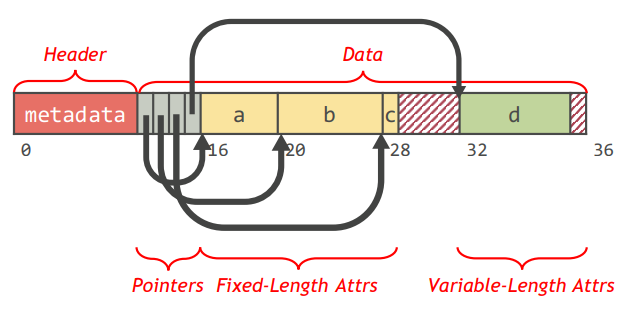 Header Data
metadata a b c d
0 16 20 28 32 36
Pointers Fixed-Length Attrs Variable-Length Attrs